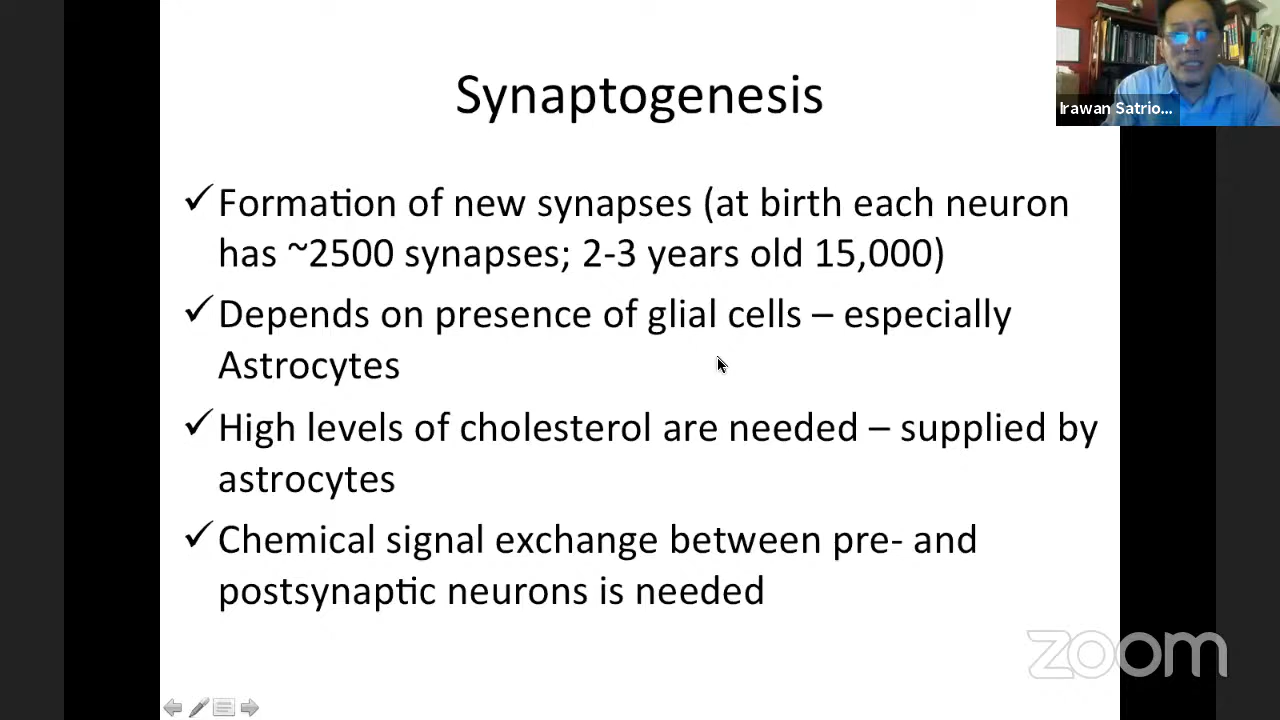 Synaptogenesis
Irawan Satrio...
✓ Formation of new synapses (at birth each neuron
has ~2500 synapses; 2-3 years old 15,000)
✓ Depends on presence of glial cells – especially
Astrocytes
✓ High levels of cholesterol are needed – supplied by
astrocytes
✓ Chemical signal exchange between pre- and
postsynaptic neurons is needed
zoom